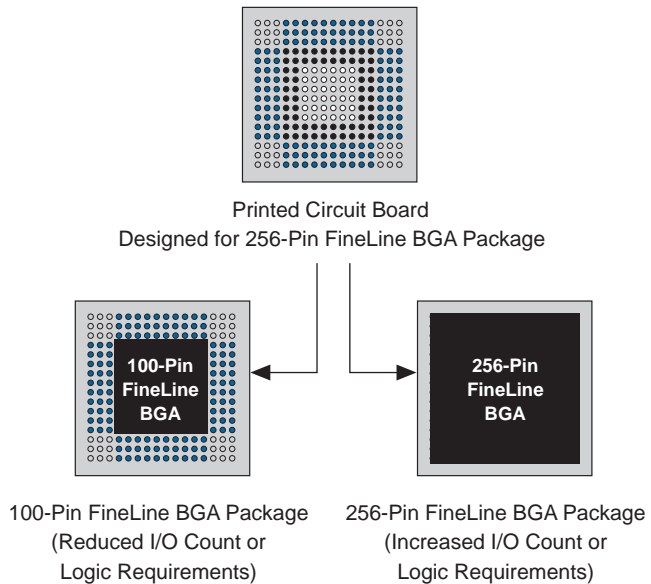 Printed Circuit Board
Designed for 256-Pin FineLine BGA Package
100-Pin
FineLine
BGA
256-Pin
FineLine
BGA
100-Pin FineLine BGA Package
(Reduced I/O Count or
Logic Requirements)
256-Pin FineLine BGA Package
(Increased I/O Count or
Logic Requirements)